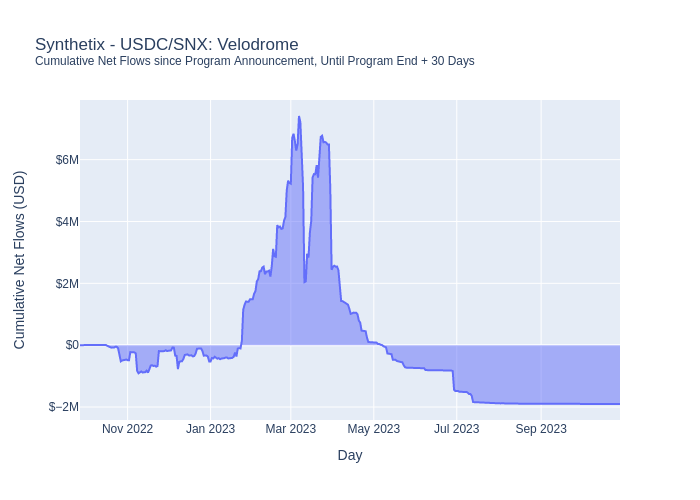 Synthetix - USDC/SNX: Velodrome
Cumulative Net Flows since Program Announcement, Until Program End + 30 Days
Cumulative Net Flows (USD)
$6M
$4M
$2M
$0
$−2M
Nov 2022 Jan 2023 Mar 2023 May 2023 Jul 2023 Sep 2023
Day